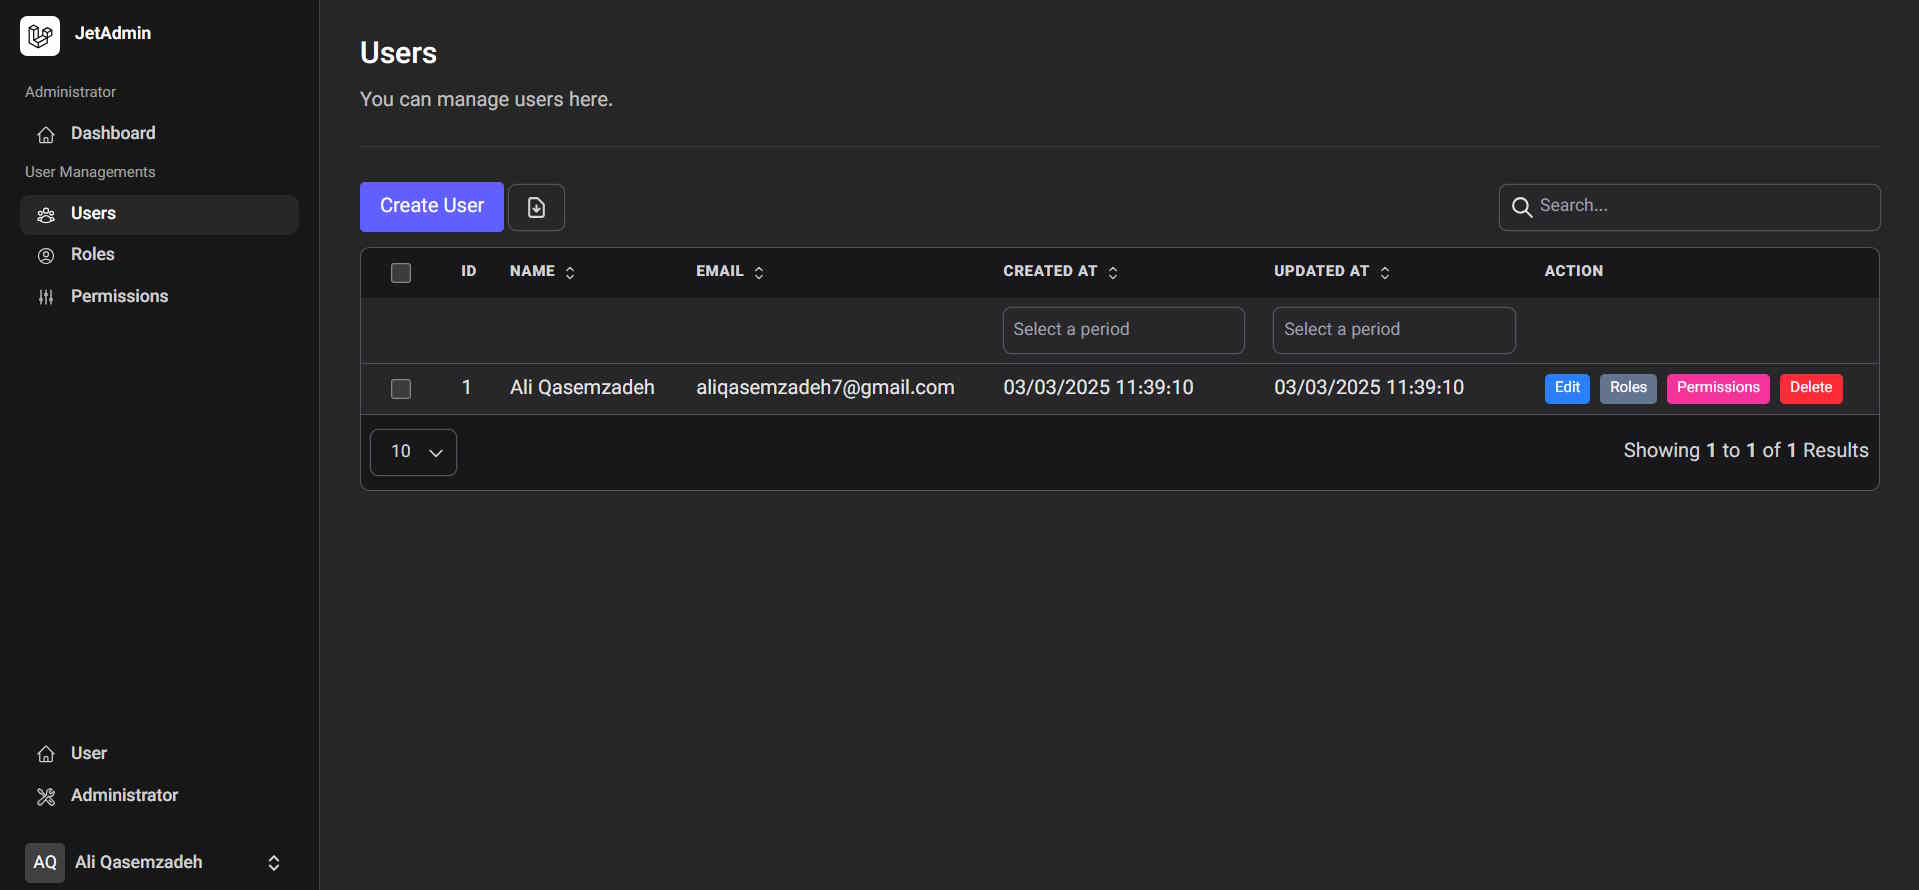 JetAdmin
Administrator
Dashboard
User Managements
Users
Roles
Permissions
User
Administrator
AQ Ali Qasemzadeh
Users
You can manage users here.
Create User
Search...
ID NAME EMAIL CREATED AT UPDATED AT ACTION
Select a period Select a period
1 Ali Qasemzadeh aliqasemzadeh7@gmail.com 03/03/2025 11:39:10 03/03/2025 11:39:10 Edit Roles Permissions Delete
10 Showing 1 to 1 of 1 Results